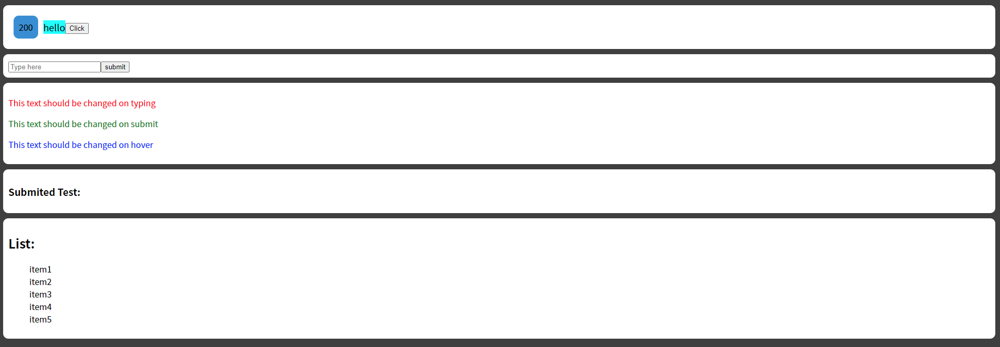 200 hello Click
Type here submit
This text should be changed on typing
This text should be changed on submit
This text should be changed on hover
Submited Test:
List:
item1
item2
item3
item4
item5